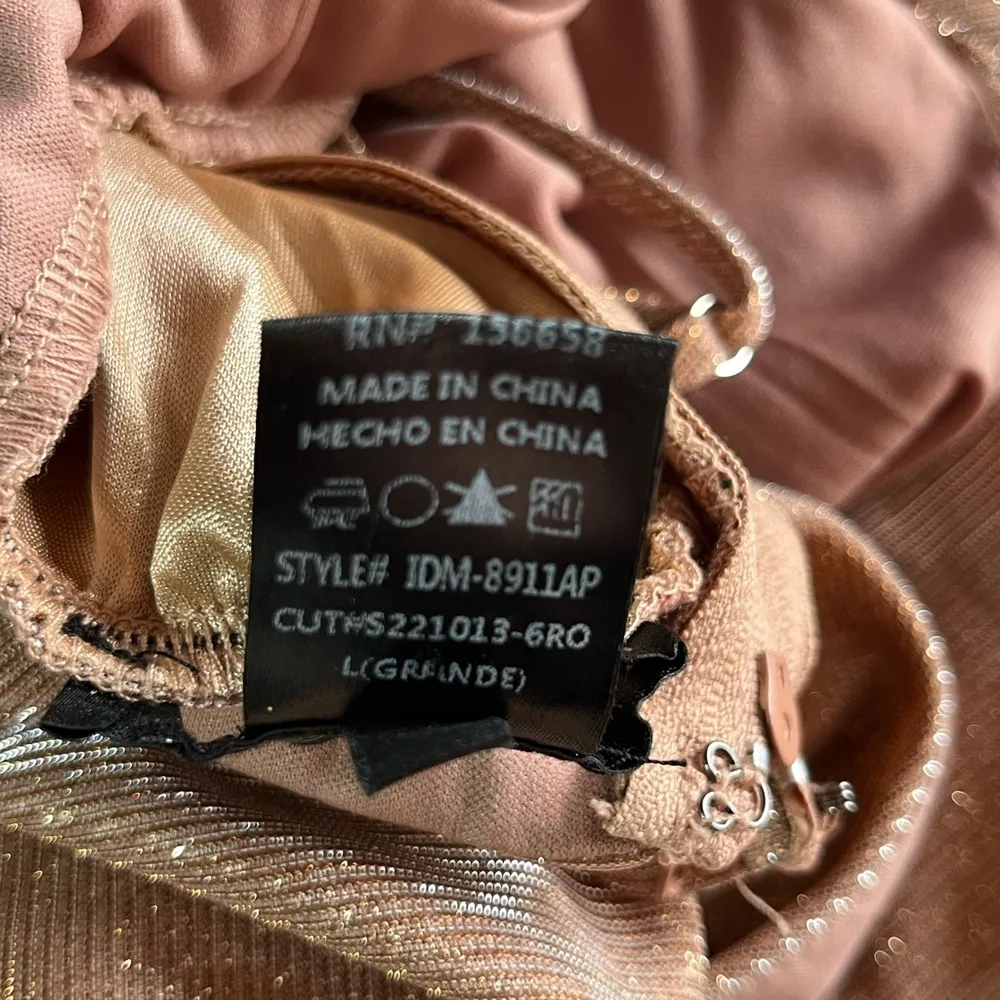 RN# 156658
MADE IN CHINA
HECHO EN CHINA
STYLE# IDM-8911AP
CUT#S221013-6RO
L(GRANDE)